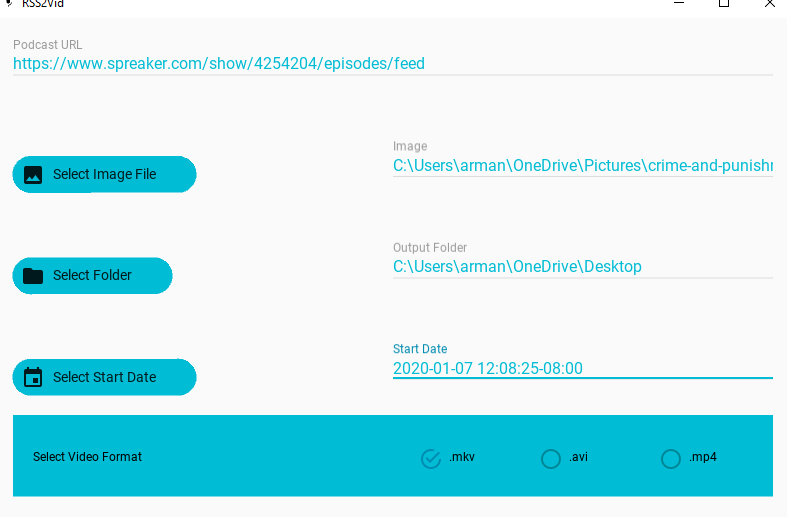 RSS2Vid
Podcast URL
https://www.spreaker.com/show/4254204/episodes/feed
Image
Select Image File
C:\Users\arman\OneDrive\Pictures\crime-and-punishr
Output Folder
Select Folder
C:\Users\arman\OneDrive\Desktop
Start Date
Select Start Date
2020-01-07 12:08:25-08:00
Select Video Format
.mkv
.avi
.mp4